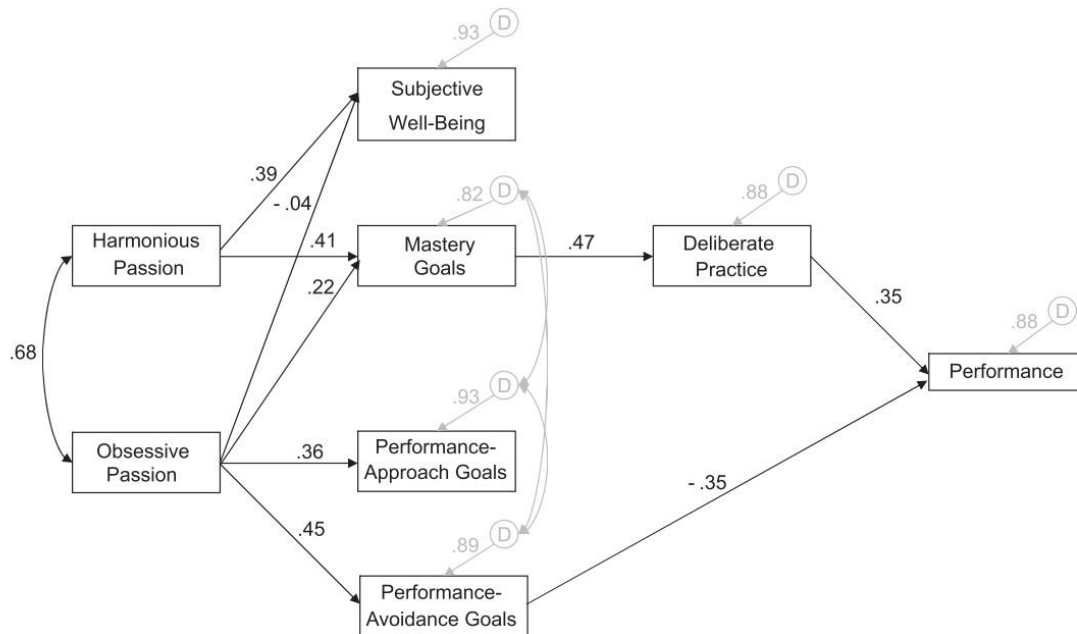 .93
D
Subjective
Well-Being
.39
- .04
.82
D
.88
D
Harmonious
Passion
.41
Mastery
Goals
.47
Deliberate
Practice
.22
.35
.68
.88
D
Performance
.93
D
Obsessive
Passion
.36
Performance-
Approach Goals
- .35
.45
.89
D
Performance-
Avoidance Goals